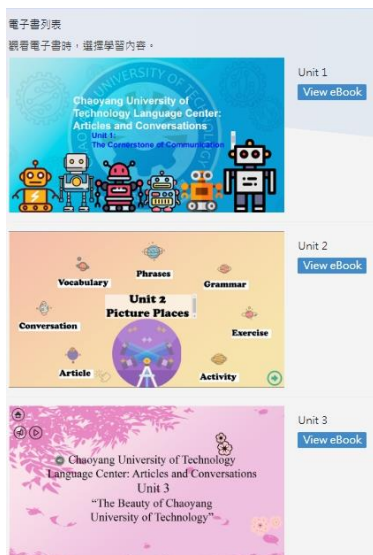 電子書列表
觀看電子書時，選擇學習內容。
Chaoyang University of
Technology Language Center:
Articles and Conversations
Unit 1:
The Cornerstone of Communication
Unit 1
View eBook
Phrases
Vocabulary
Grammar
Unit 2
Picture Places
Conversation
Exercise
Article
Activity
Unit 2
View eBook
Chaoyang University of Technology
Language Center: Articles and Conversations
Unit 3
“The Beauty of Chaoyang
University of Technology”
Unit 3
View eBook